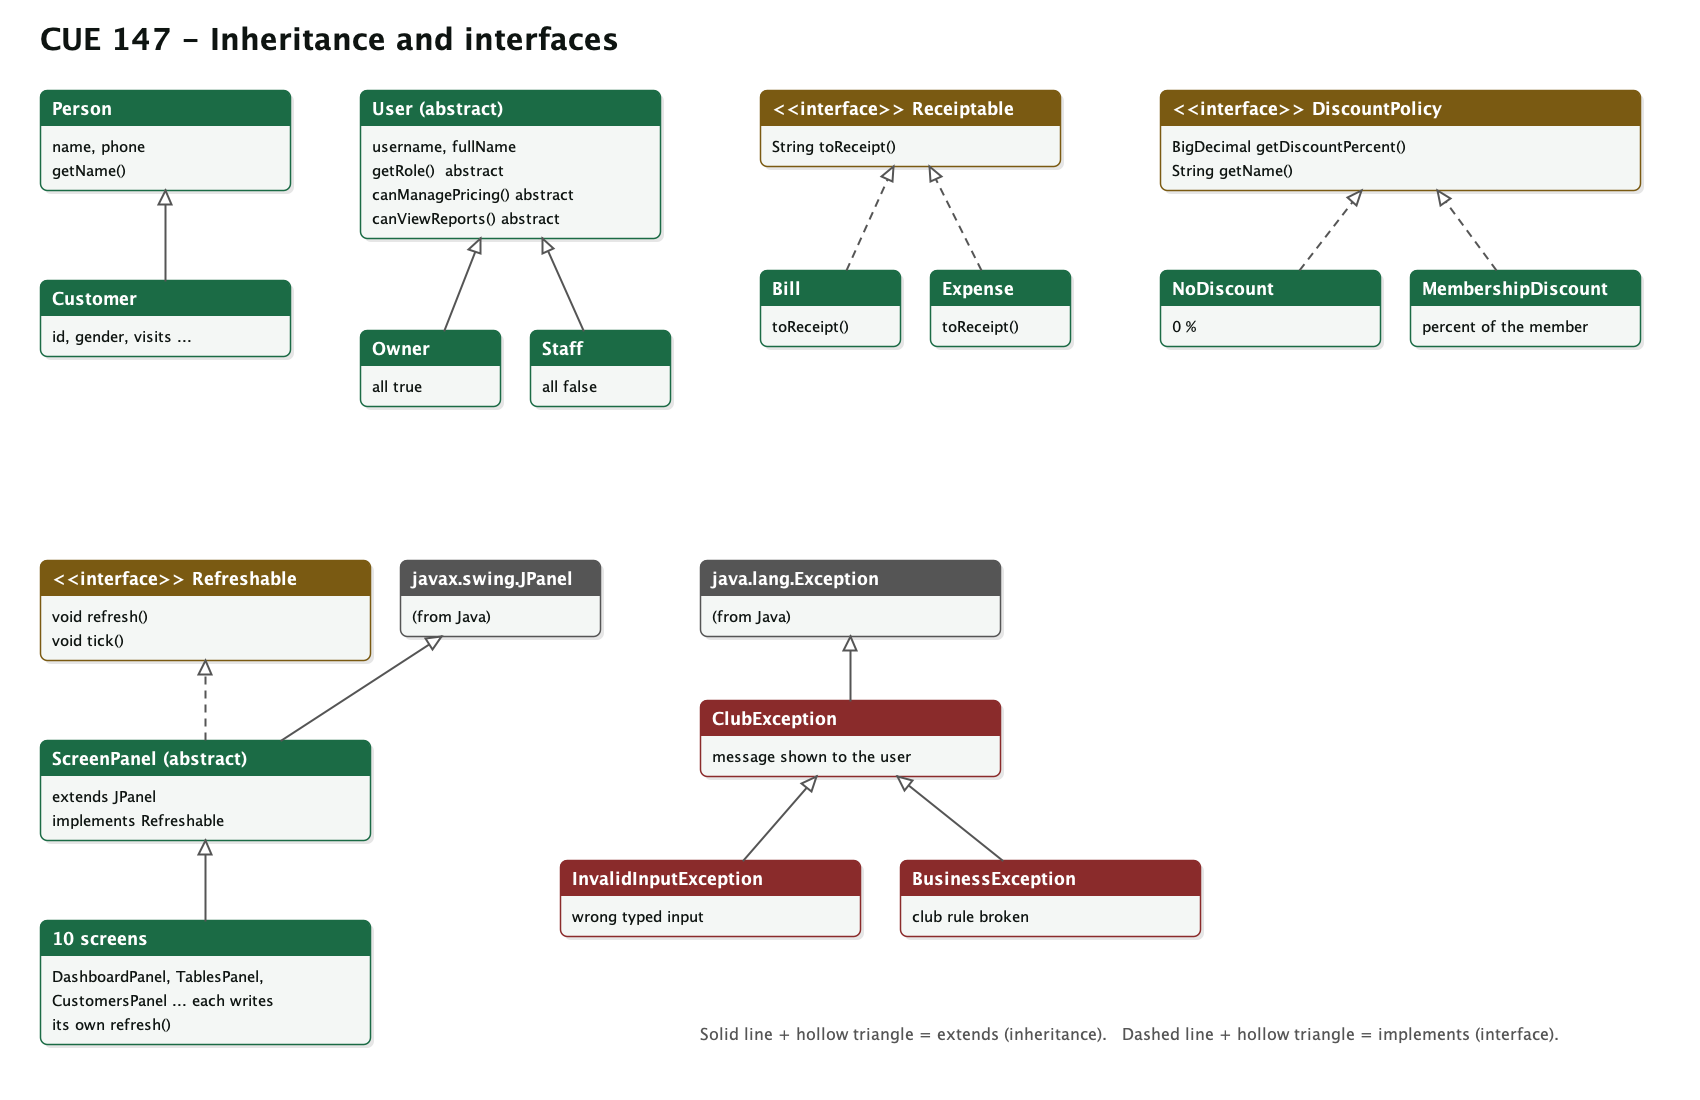 CUE 147 – Inheritance and interfaces
Person
name, phone
getName()
Customer
id, gender, visits ...
User (abstract)
username, fullName
getRole()  abstract
canManagePricing() abstract
canViewReports() abstract
Owner
all true
Staff
all false
<<interface>> Receiptable
String toReceipt()
Bill
toReceipt()
Expense
toReceipt()
<<interface>> DiscountPolicy
BigDecimal getDiscountPercent()
String getName()
NoDiscount
0 %
MembershipDiscount
percent of the member
<<interface>> Refreshable
void refresh()
void tick()
javax.swing.JPanel
(from Java)
ScreenPanel (abstract)
extends JPanel
implements Refreshable
10 screens
DashboardPanel, TablesPanel,
CustomersPanel ... each writes
its own refresh()
java.lang.Exception
(from Java)
ClubException
message shown to the user
InvalidInputException
wrong typed input
BusinessException
club rule broken
Solid line + hollow triangle = extends (inheritance).   Dashed line + hollow triangle = implements (interface).